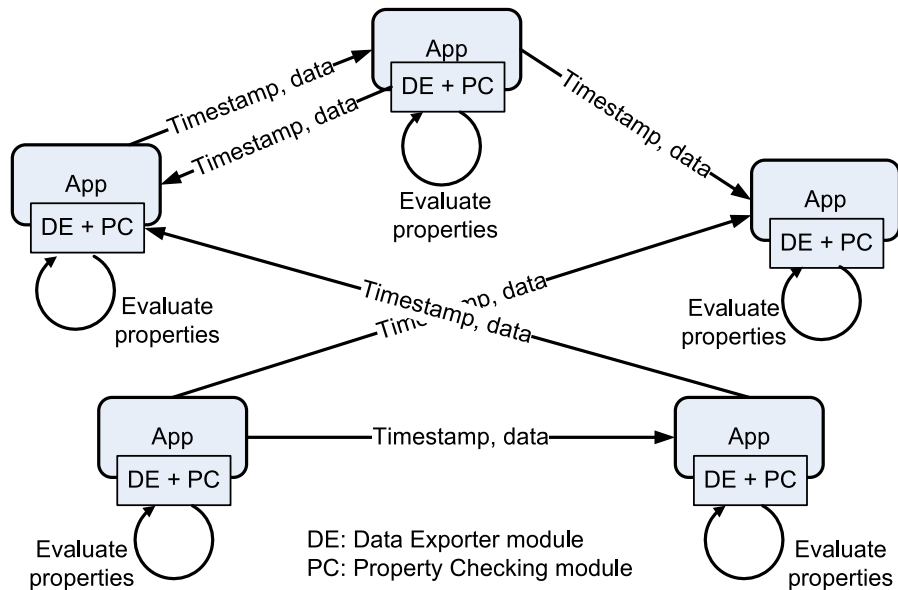 App
DE + PC
Timestamp, data
Timestamp, data
Timestamp, data
Evaluate
properties
App
DE + PC
Evaluate
properties
App
DE + PC
Evaluate
properties
Timestamp, data
data
App
DE + PC
Evaluate
properties
Timestamp, data
App
DE + PC
Evaluate
properties
DE: Data Exporter module
PC: Property Checking module